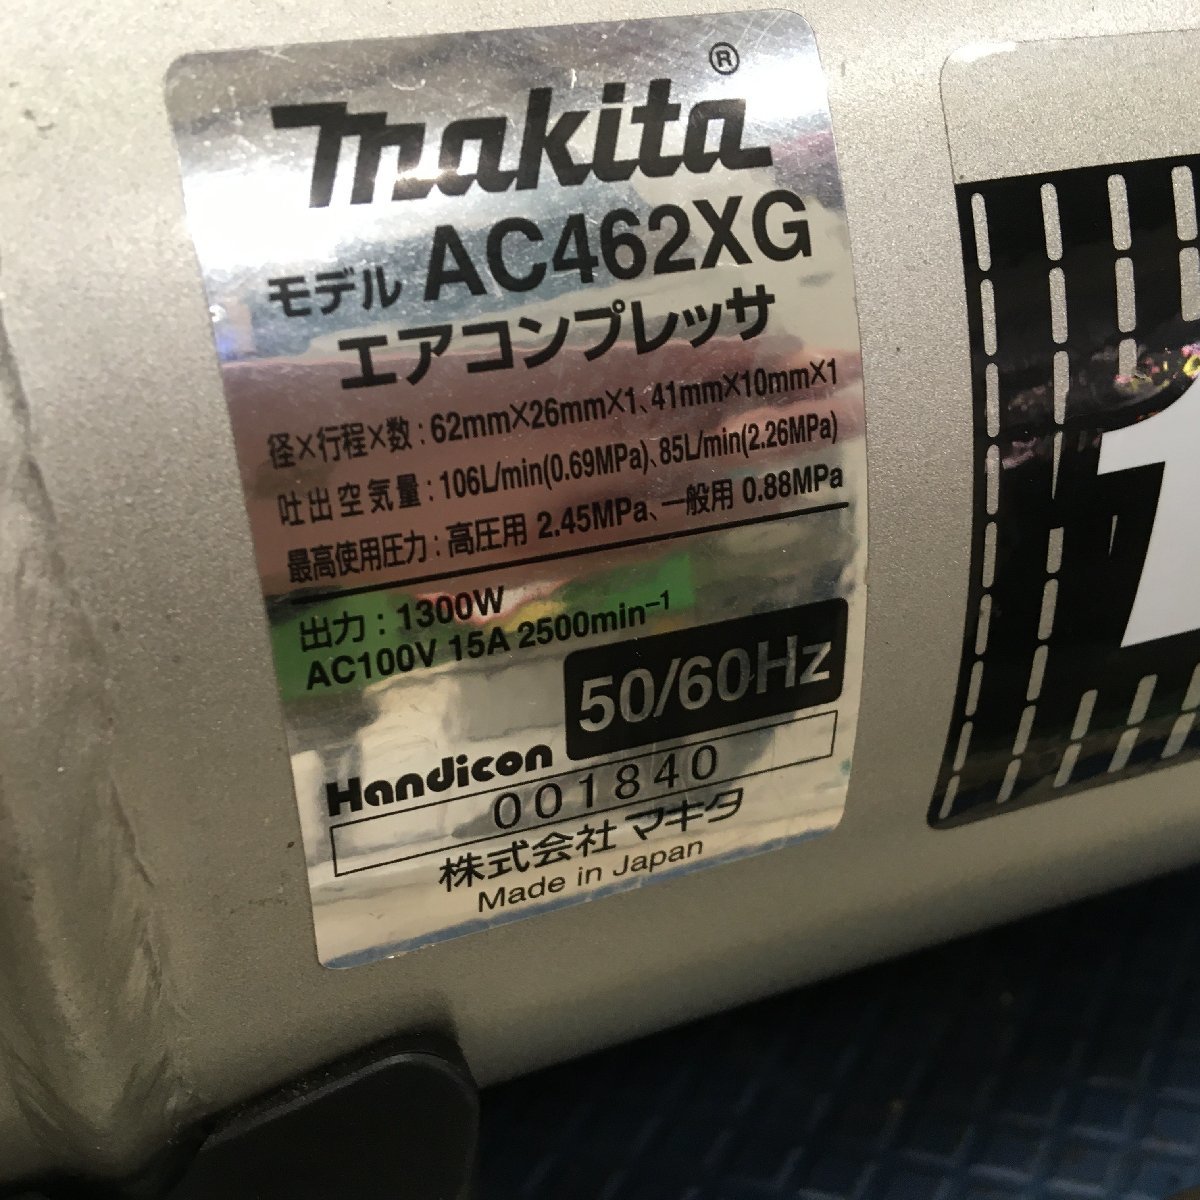 makita®
モデル AC462XG
エアコンプレッサ
径×行程×数：62mm×26mm×1、41mm×10mm×1
吐出空気量：106L/min(0.69MPa)、85L/min(2.26MPa)
最高使用圧力：高圧用 2.45MPa、一般用 0.88MPa
出力：1300W
AC100V 15A 2500min⁻¹
50/60Hz
Handicon
001840
株式会社 マキタ
Made in Japan
1